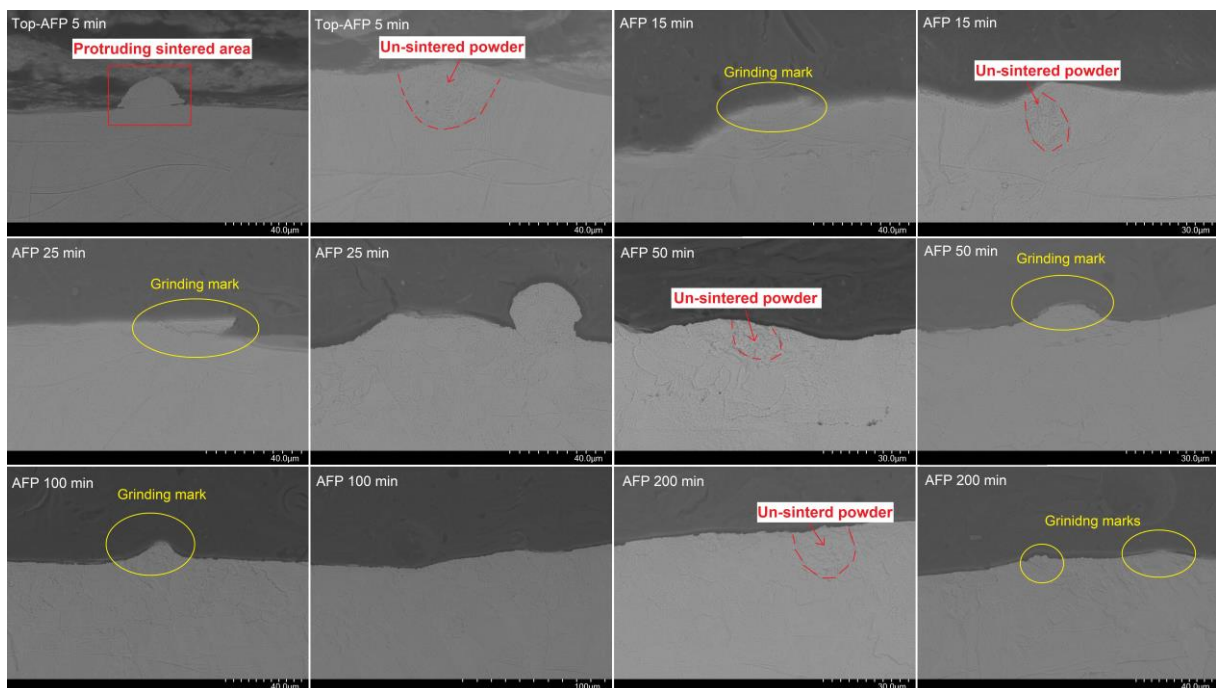 Top-AFP 5 min
Protruding sintered area
40.0µm
Top-AFP 5 min
Un-sintered powder
40.0µm
AFP 15 min
Grinding mark
40.0µm
AFP 15 min
Un-sintered powder
30.0µm
AFP 25 min
Grinding mark
40.0µm
AFP 25 min
40.0µm
AFP 50 min
Un-sintered powder
30.0µm
AFP 50 min
Grinding mark
30.0µm
AFP 100 min
Grinding mark
40.0µm
AFP 100 min
100µm
AFP 200 min
Un-sinterd powder
30.0µm
AFP 200 min
Grinidng marks
40.0µm